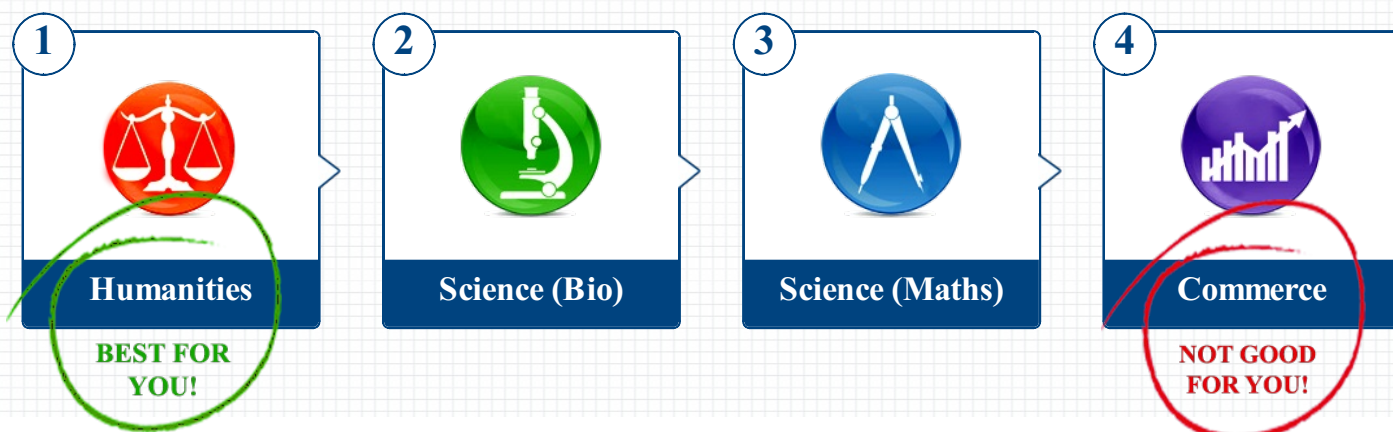 1
2
3
4
Humanities
Science (Bio)
Science (Maths)
Commerce
BEST FOR
YOU!
NOT GOOD
FOR YOU!